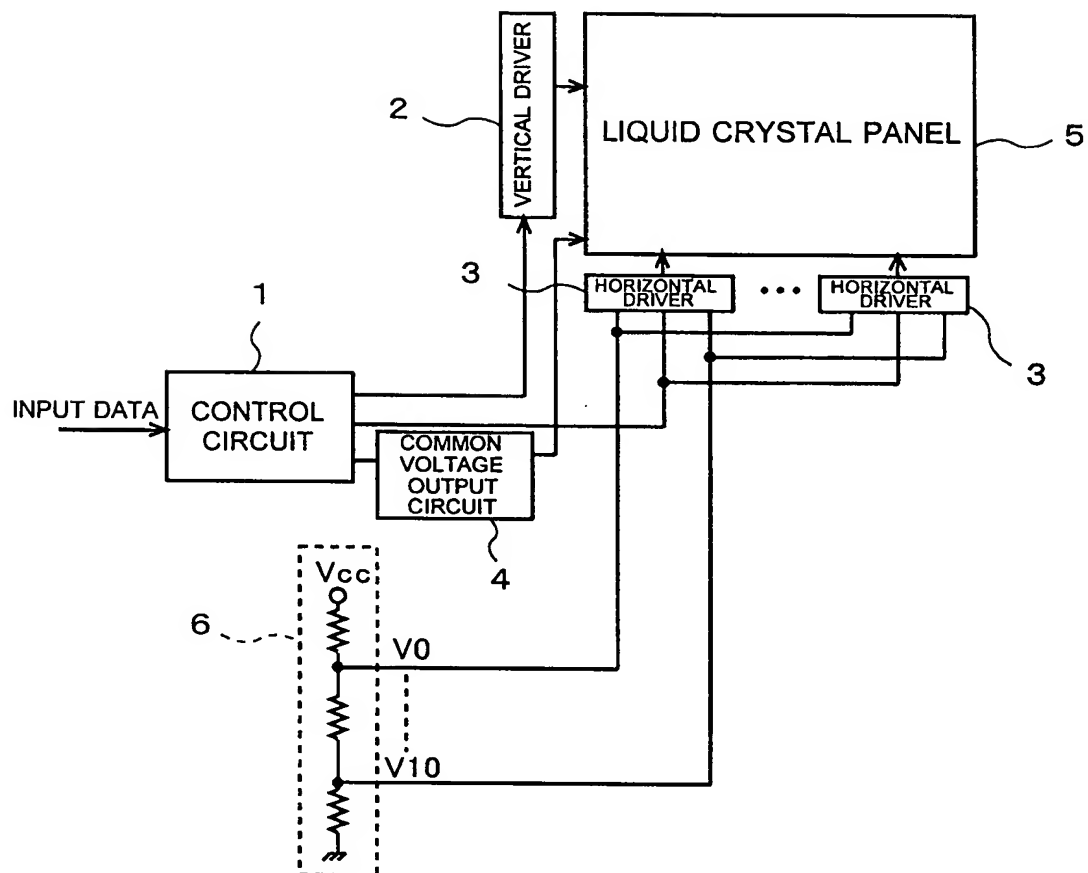 VERTICAL DRIVER
2
LIQUID CRYSTAL PANEL
5
3
HORIZONTAL
DRIVER
HORIZONTAL
DRIVER
3
1
INPUT DATA
CONTROL
CIRCUIT
COMMON
VOLTAGE
OUTPUT
CIRCUIT
4
Vcc
6
V0
V10